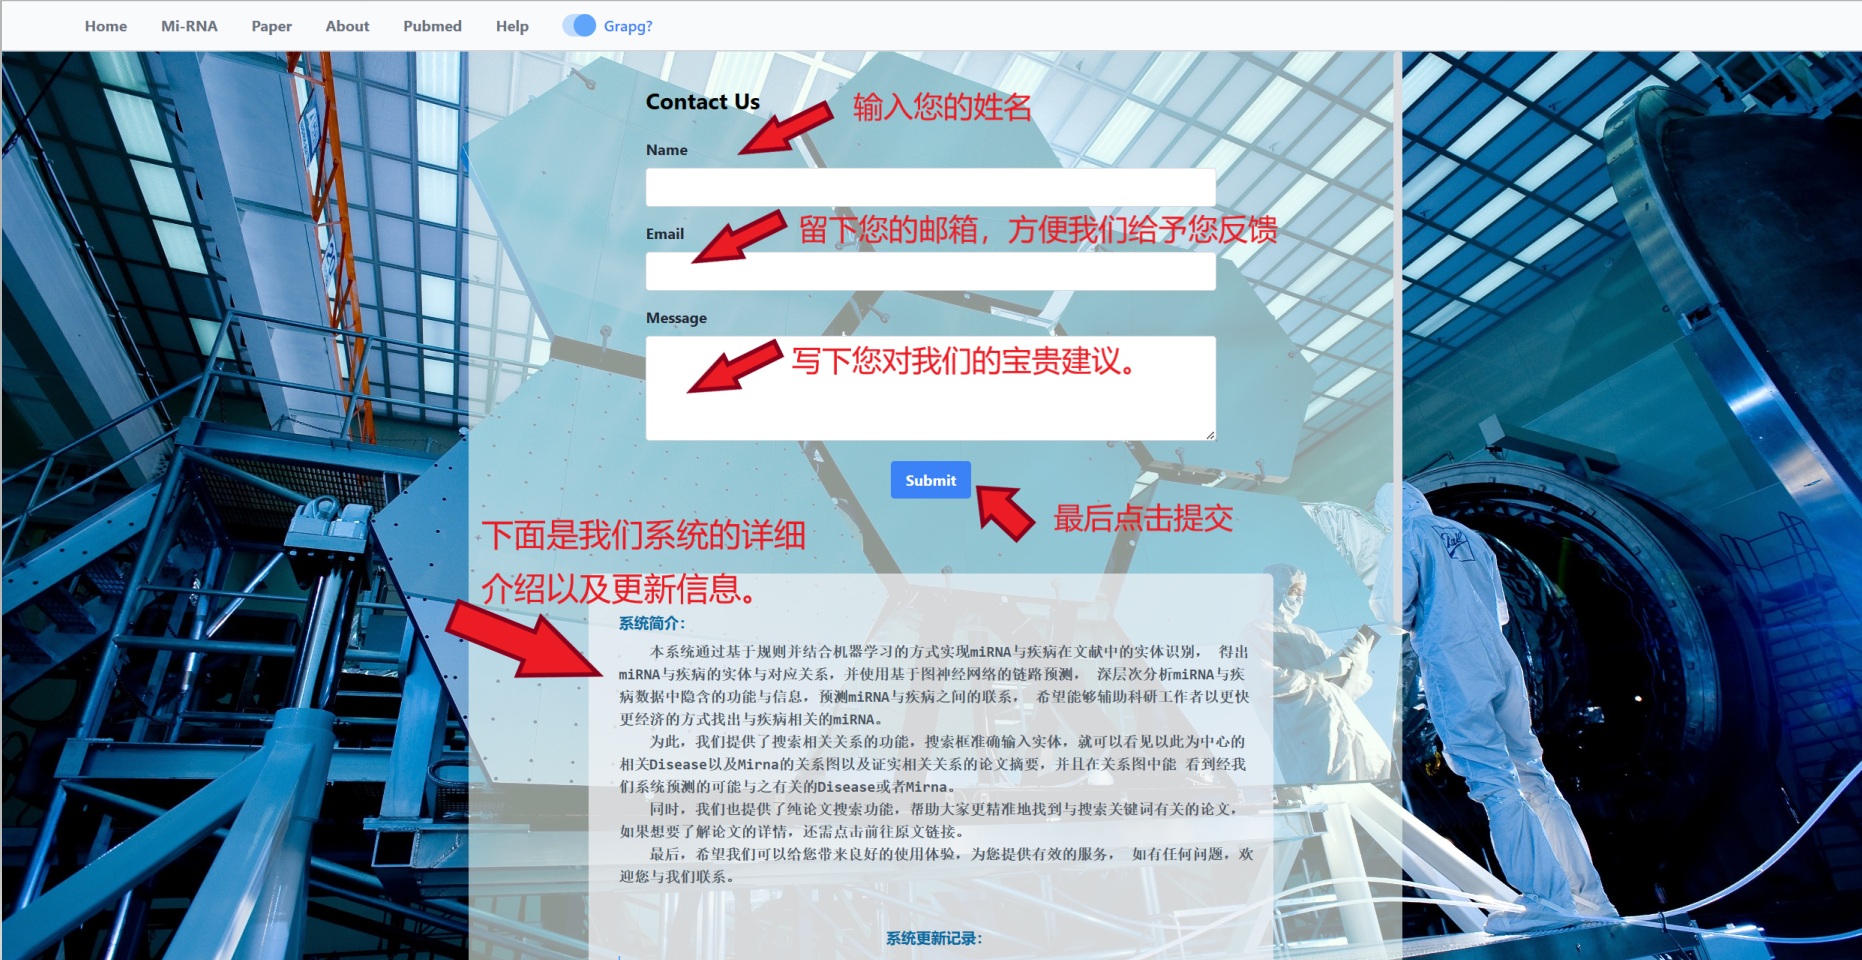 Home Mi-RNA Paper About Pubmed Help Grapg?
Contact Us
输入您的姓名
Name
留下您的邮箱，方便我们给予您反馈
Email
Message
写下您对我们的宝贵建议。
Submit
最后点击提交
下面是我们系统的详细
介绍以及更新信息。
系统简介：
本系统通过基于规则并结合机器学习的方式实现miRNA与疾病在文献中的实体识别， 得出
miRNA与疾病的实体与对应关系，并使用基于图神经网络的链路预测， 深层次分析miRNA与疾
病数据中隐含的功能与信息，预测miRNA与疾病之间的联系， 希望能够辅助科研工作者以更快
更经济的方式找出与疾病相关的miRNA。
为此，我们提供了搜索相关关系的功能，搜索框准确输入实体，就可以看见以此为中心的
相关Disease以及Mirna的关系图以及证实相关关系的论文摘要，并且在关系图中能 看到经我
们系统预测的可能与之有关的Disease或者Mirna。
同时，我们也提供了纯论文搜索功能，帮助大家更精准地找到与搜索关键词有关的论文，
如果想要了解论文的详情，还需点击前往原文链接。
最后，希望我们可以给您带来良好的使用体验，为您提供有效的服务， 如有任何问题，欢
迎您与我们联系。
系统更新记录：